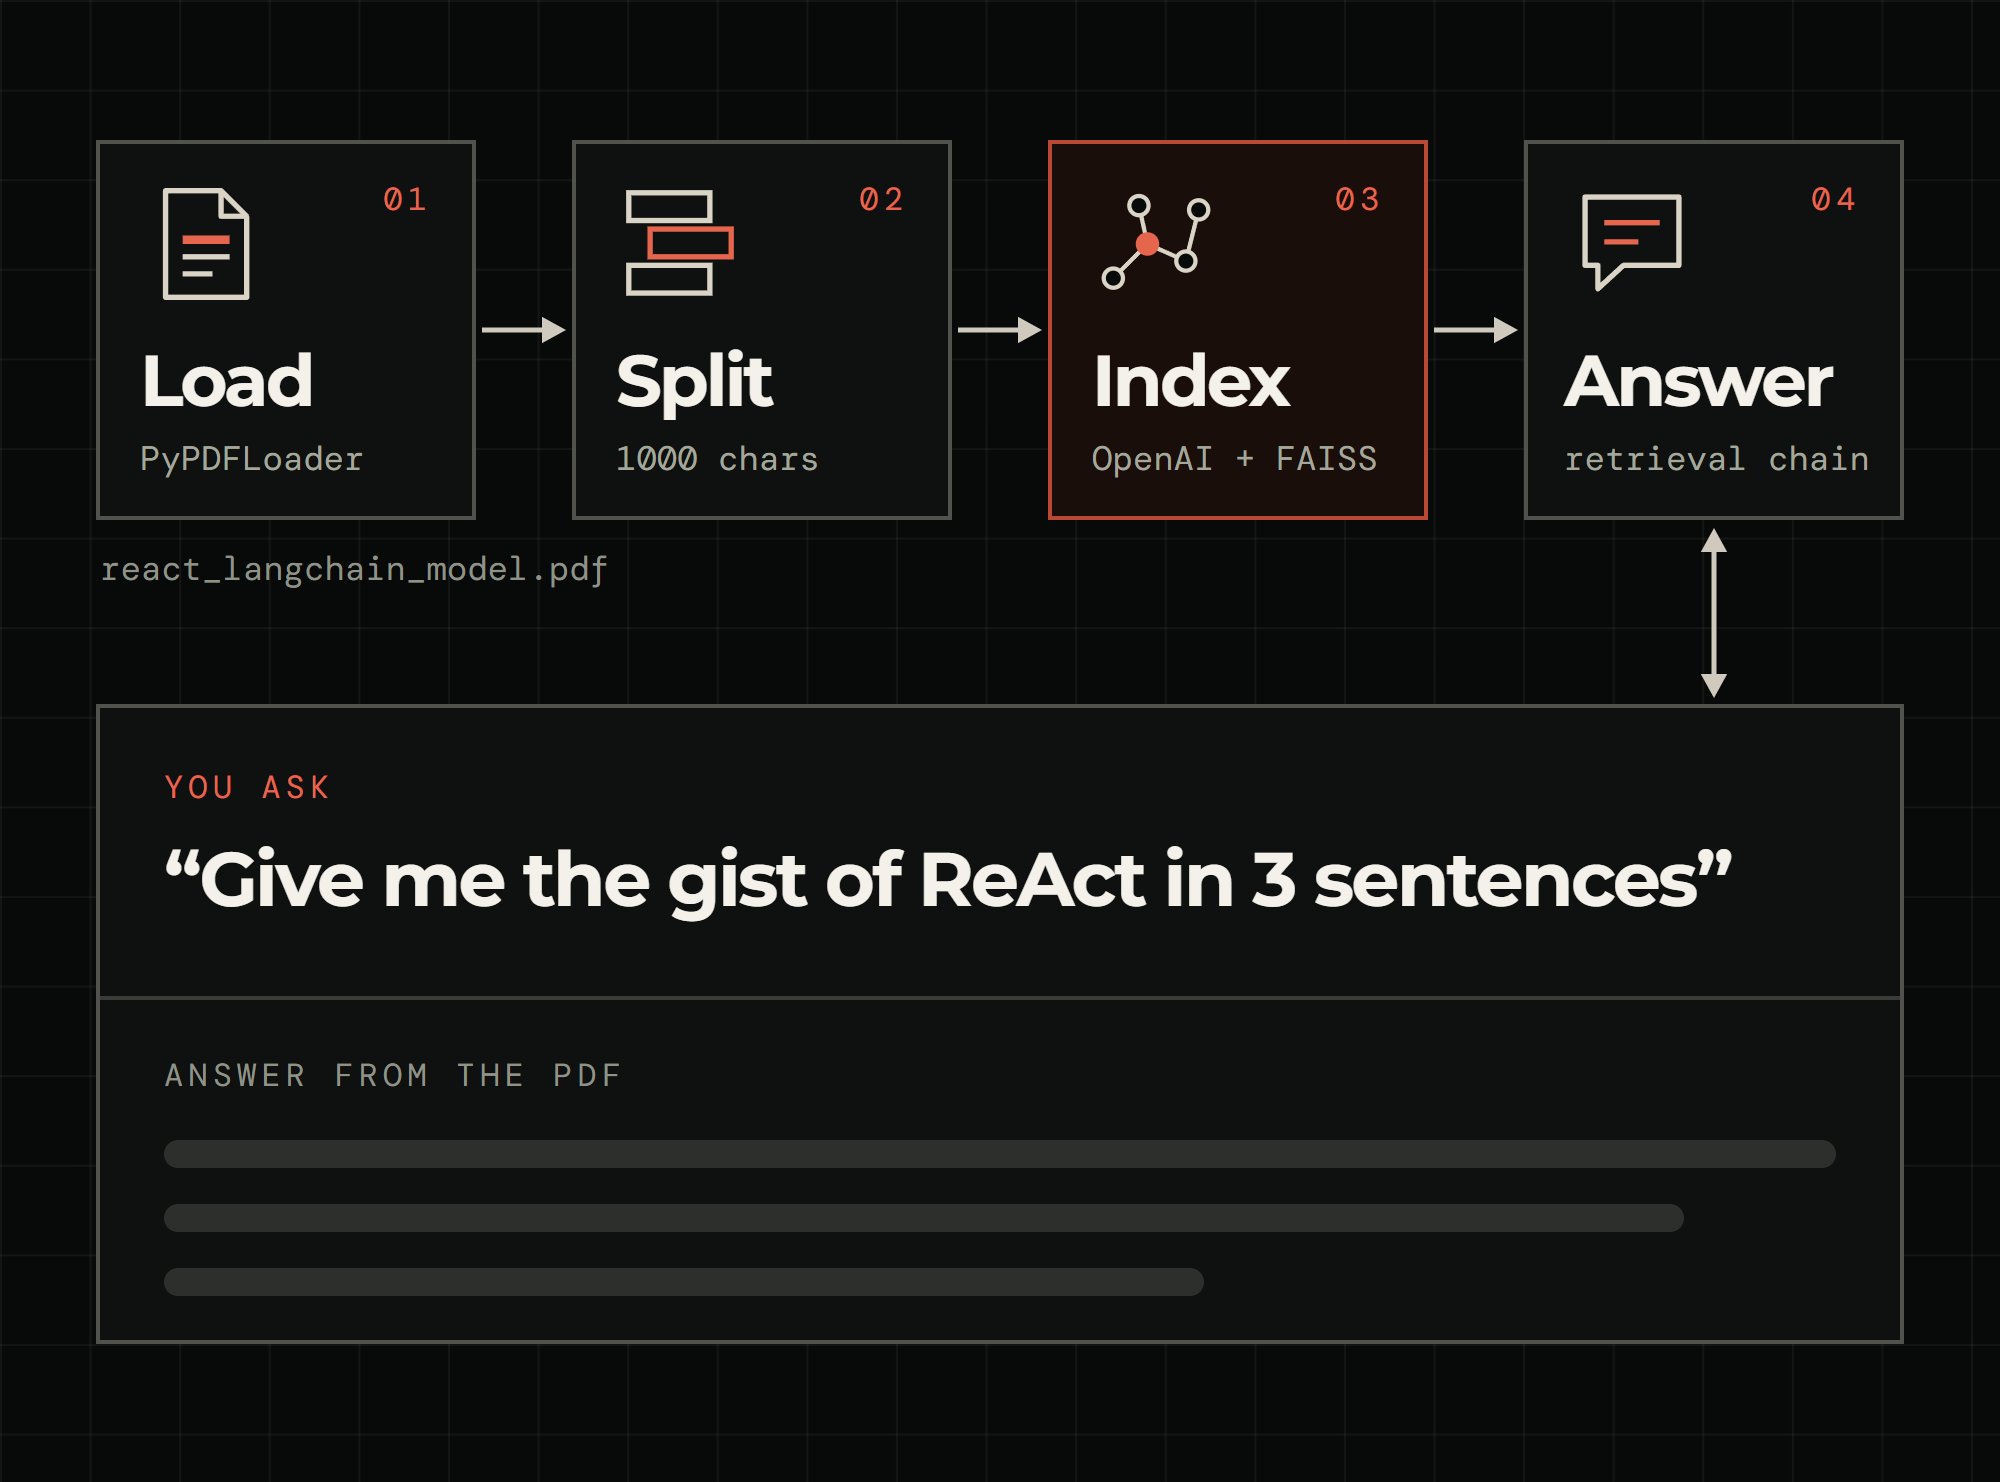 01
Load
PyPDFLoader
02
Split
1000 chars
03
Index
OpenAI + FAISS
04
Answer
retrieval chain
react_langchain_model.pdf
YOU ASK
“Give me the gist of ReAct in 3 sentences”
ANSWER FROM THE PDF